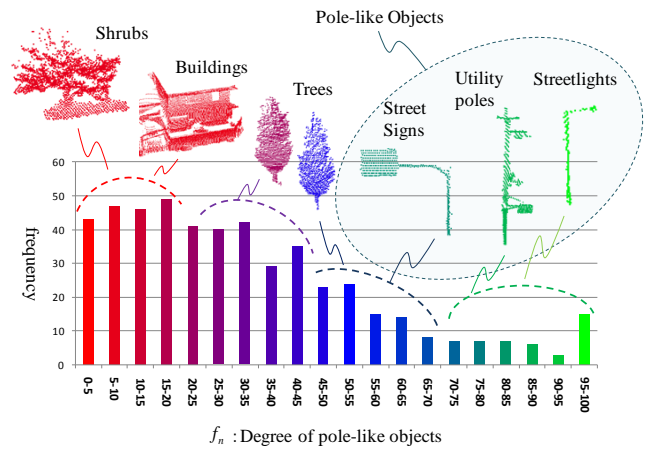 Pole-like Objects
Shrubs
Buildings
Trees
Street
Signs
Utility
poles
Streetlights
frequency
60
50
40
30
20
10
0
0-5
5-10
10-15
15-20
20-25
25-30
30-35
35-40
40-45
45-50
50-55
55-60
60-65
65-70
70-75
75-80
80-85
85-90
90-95
95-100
fₙ : Degree of pole-like objects